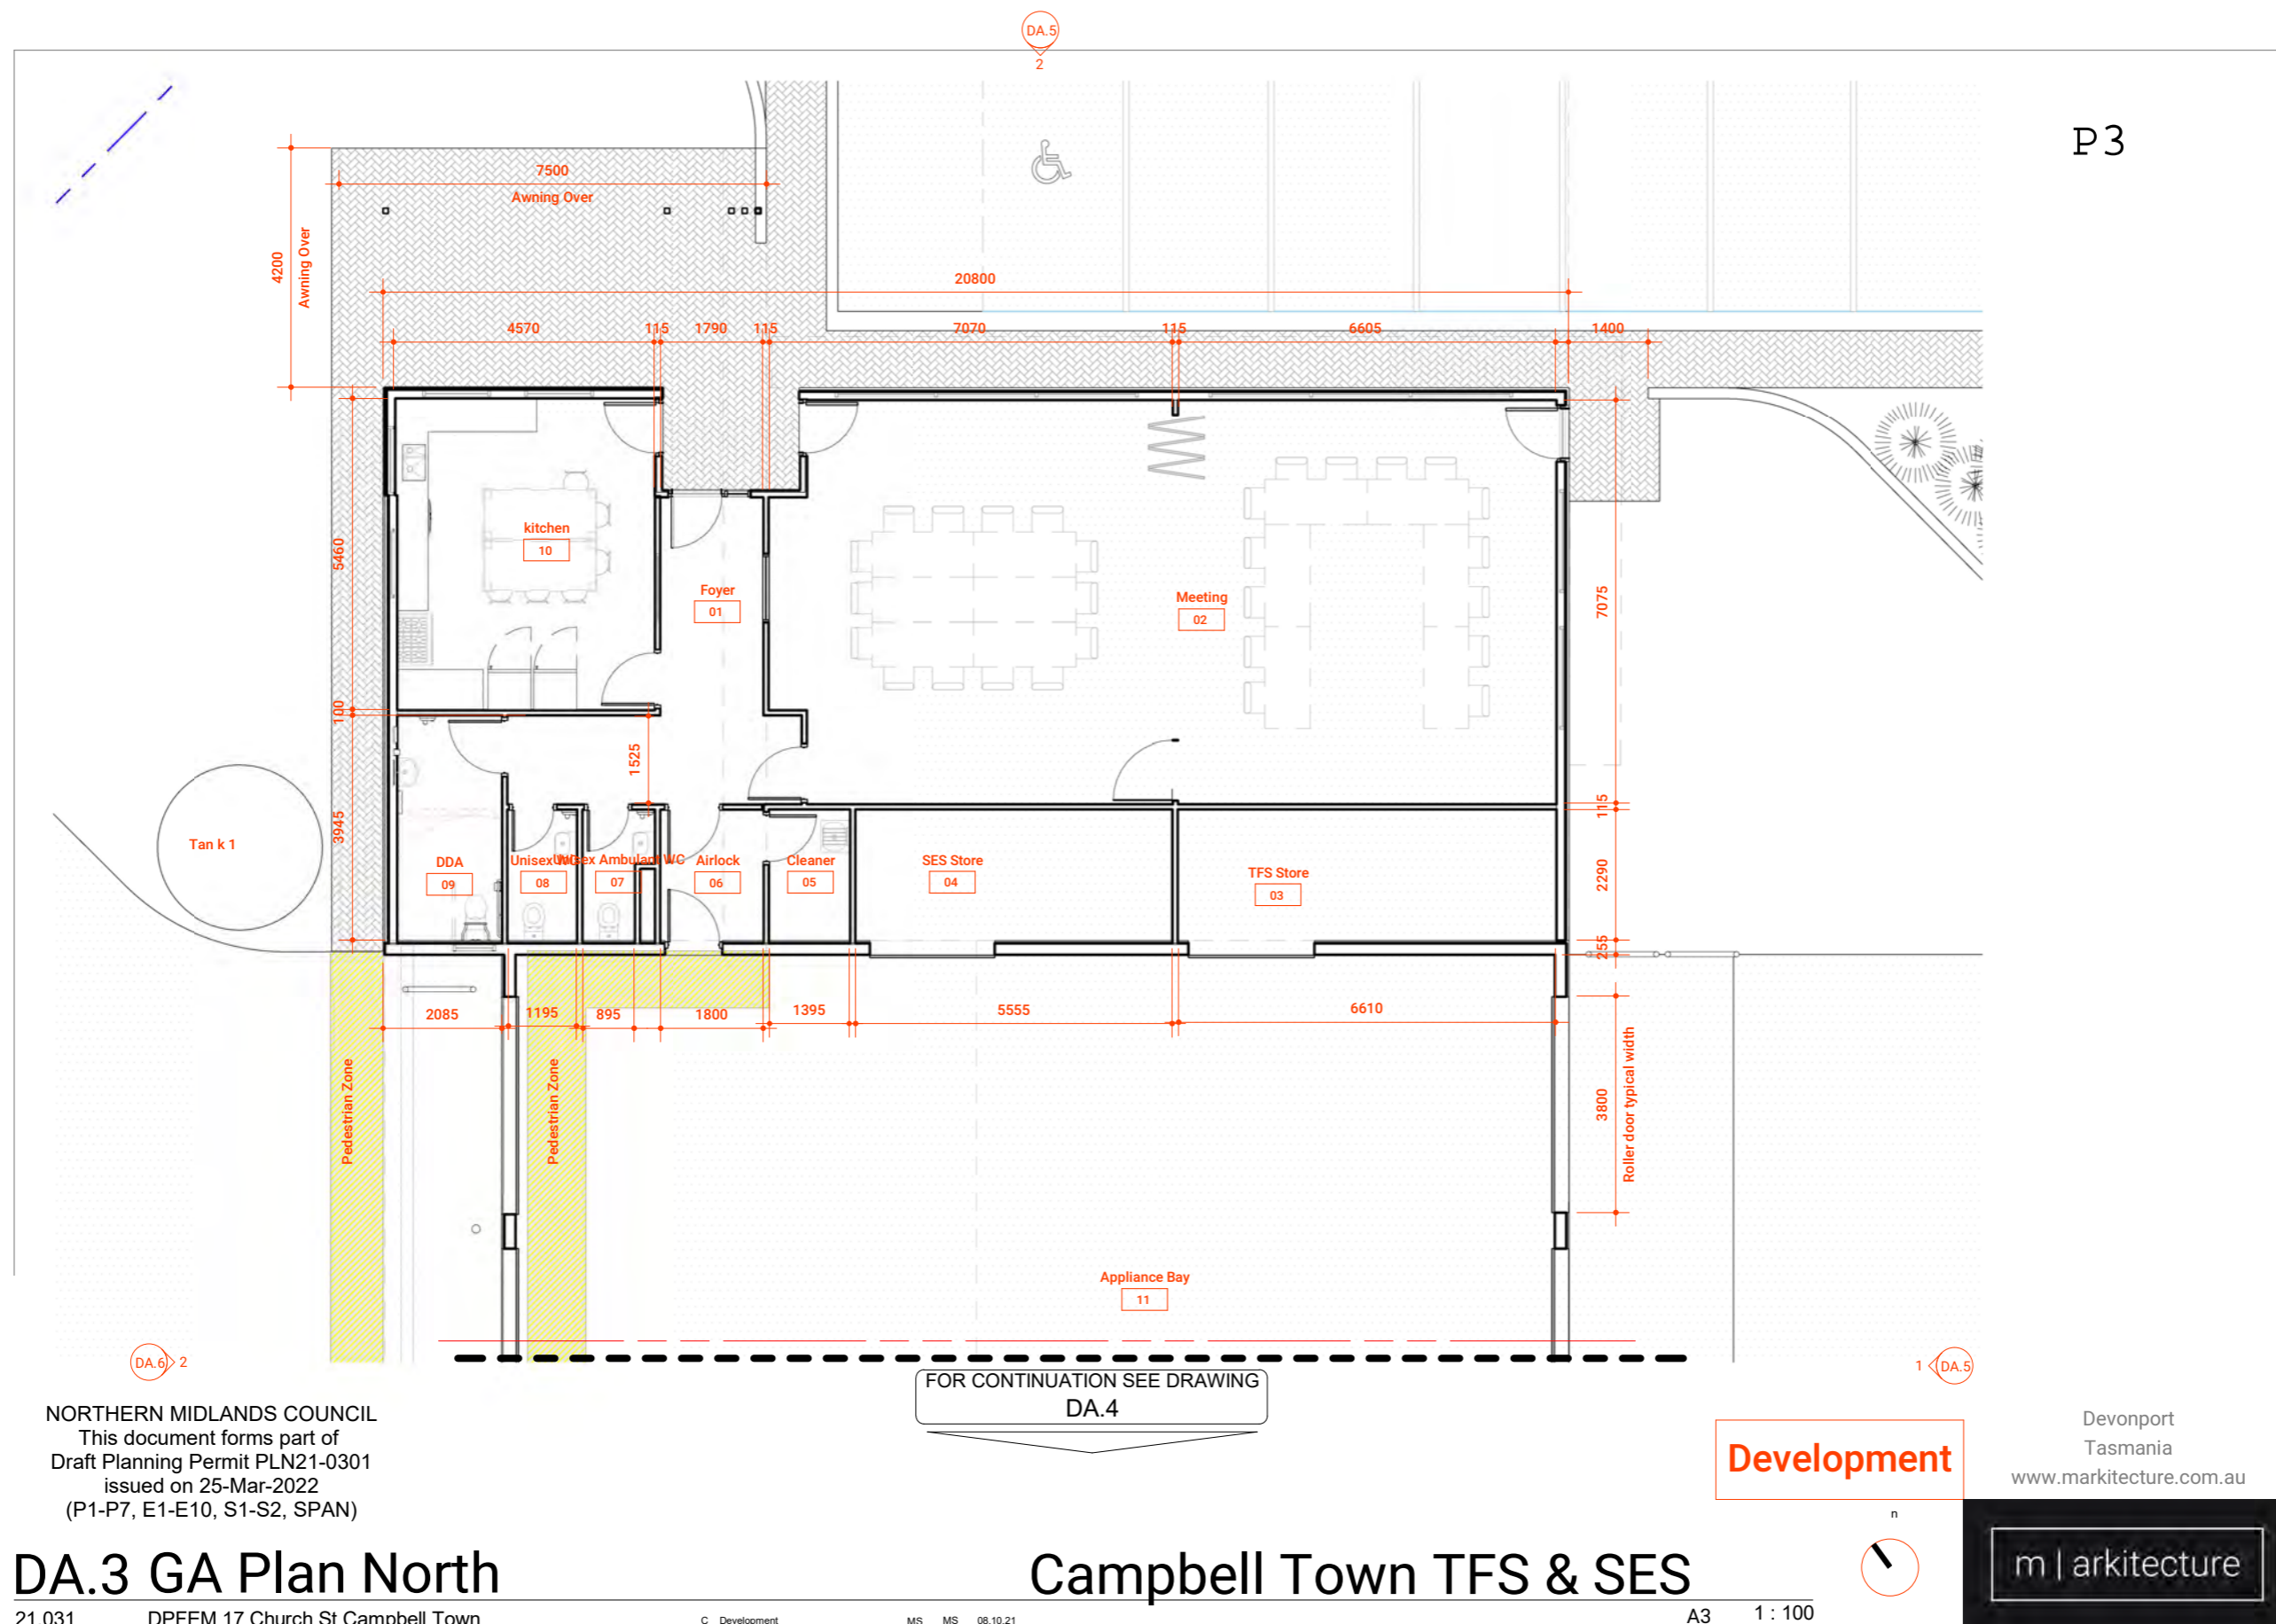 DA.5
2
P3
7500
Awning Over
4200
Awning Over
20800
4570
115
1790
115
7070
115
6605
1400
kitchen
10
5460
Foyer
01
Meeting
02
7075
100
1525
3945
115
Tan k 1
DDA
09
Unisex WC
08
Unisex Ambulant WC
07
Airlock
06
Cleaner
05
SES Store
04
TFS Store
03
2290
255
2085
1195
895
1800
1395
5555
6610
Pedestrian Zone
Pedestrian Zone
3800
Roller door typical width
Appliance Bay
11
DA.6
2
1
DA.5
FOR CONTINUATION SEE DRAWING
DA.4
NORTHERN MIDLANDS COUNCIL
This document forms part of
Draft Planning Permit PLN21-0301
issued on 25-Mar-2022
(P1-P7, E1-E10, S1-S2, SPAN)
Development
Devonport
Tasmania
www.markitecture.com.au
n
m | arkitecture
DA.3 GA Plan North
Campbell Town TFS & SES
21.031
DPFEM 17 Church St Campbell Town
C Development
MS MS 08.10.21
A3
1 : 100